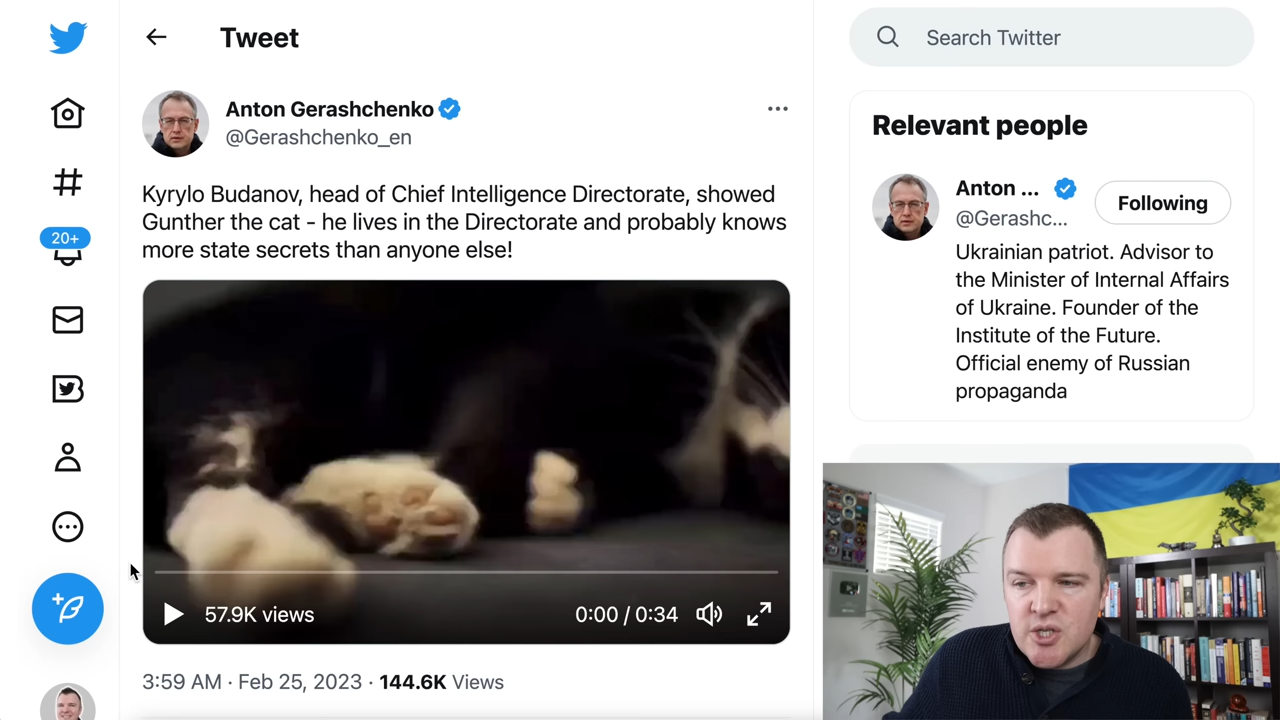 Tweet
Search Twitter
Anton Gerashchenko
@Gerashchenko_en
Kyrylo Budanov, head of Chief Intelligence Directorate, showed
Gunther the cat - he lives in the Directorate and probably knows
more state secrets than anyone else!
57.9K views
0:00 / 0:34
3:59 AM · Feb 25, 2023 · 144.6K Views
20+
Relevant people
Anton ...
@Gerashc...
Following
Ukrainian patriot. Advisor to
the Minister of Internal Affairs
of Ukraine. Founder of the
Institute of the Future.
Official enemy of Russian
propaganda